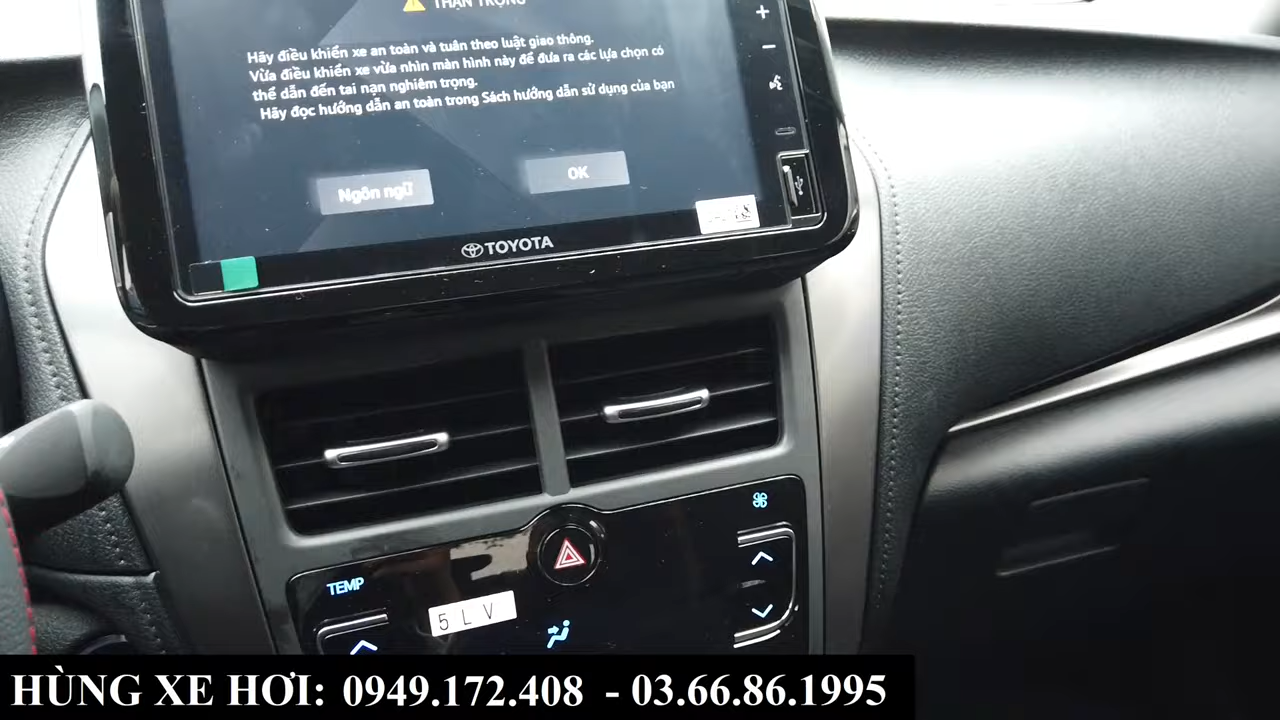 THẬN TRỌNG
Hãy điều khiển xe an toàn và tuân theo luật giao thông.
Vừa điều khiển xe vừa nhìn màn hình này để đưa ra các lựa chọn có
thể dẫn đến tai nạn nghiêm trọng.
Hãy đọc hướng dẫn an toàn trong Sách hướng dẫn sử dụng của bạn
Ngôn ngữ
OK
TOYOTA
TEMP
5LV
HÙNG XE HƠI: 0949.172.408 - 03.66.86.1995